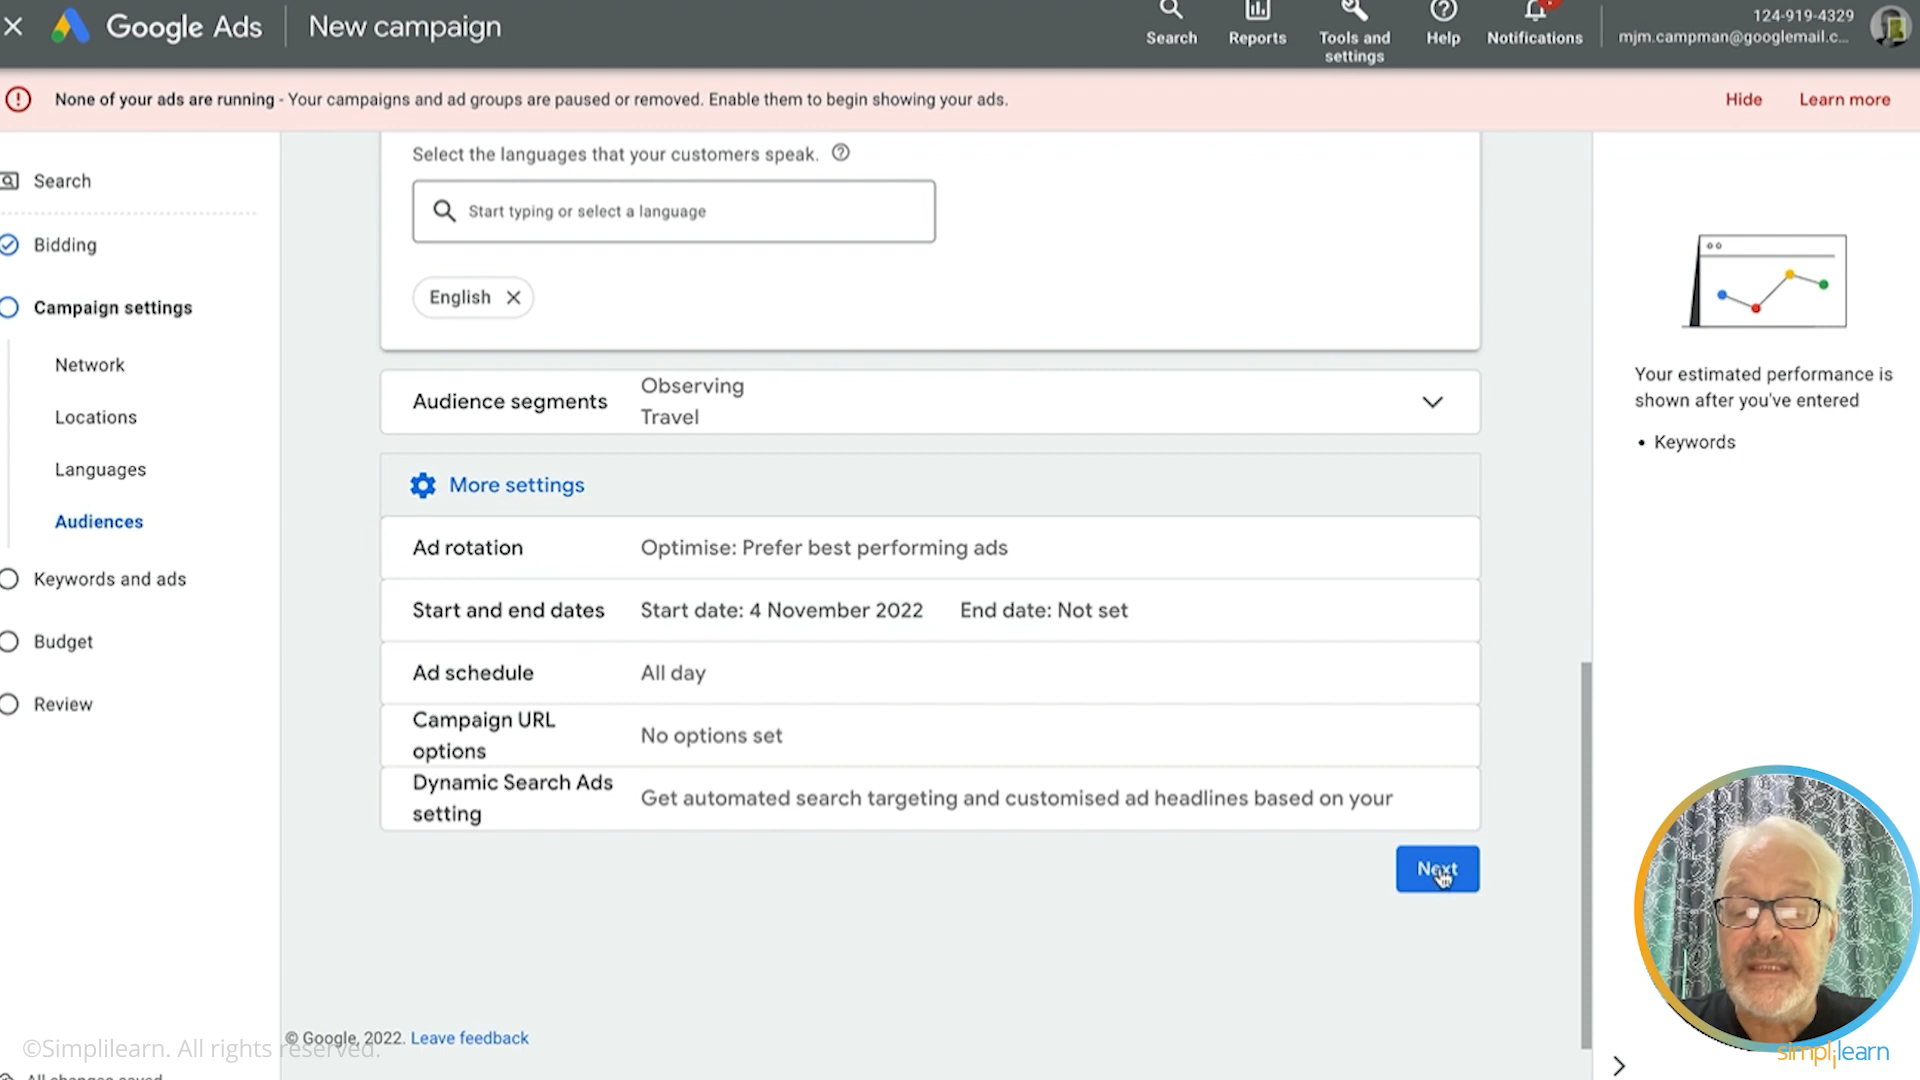 Google Ads
New campaign
Search
Reports
Tools and
settings
Help
Notifications
124-919-4329
mjm.campman@googlemail.c...
None of your ads are running - Your campaigns and ad groups are paused or removed. Enable them to begin showing your ads.
Hide
Learn more
Search
Bidding
Campaign settings
Network
Locations
Languages
Audiences
Keywords and ads
Budget
Review
Select the languages that your customers speak.
Start typing or select a language
English
Audience segments
Observing
Travel
More settings
Ad rotation
Optimise: Prefer best performing ads
Start and end dates
Start date: 4 November 2022
End date: Not set
Ad schedule
All day
Campaign URL
options
No options set
Dynamic Search Ads
setting
Get automated search targeting and customised ad headlines based on your
Next
Your estimated performance is
shown after you've entered
• Keywords
© Google, 2022. Leave feedback
©Simplilearn. All rights reserved.
All changes saved
simplilearn